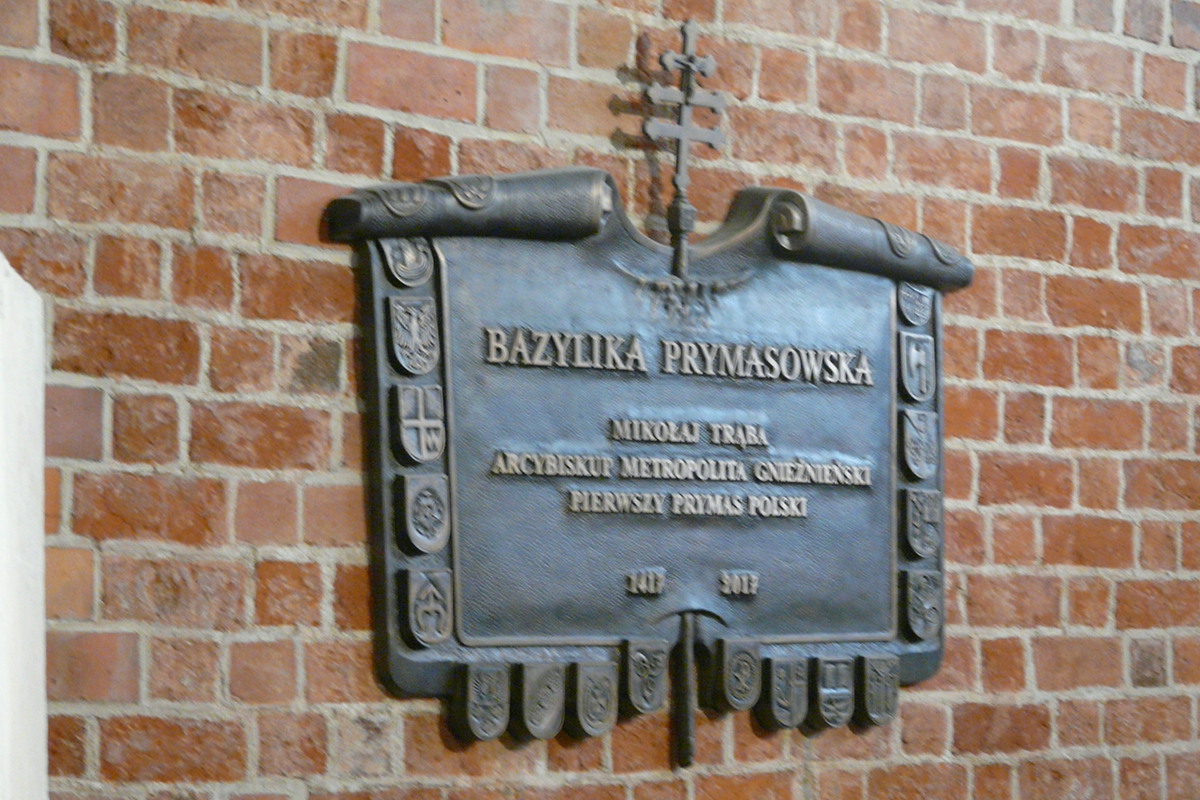 BAZYLIKA PRYMASOWSKA
MIKOŁAJ TRĄBA
ARCYBISKUP METROPOLITA GNIEŹNIEŃSKI
PIERWSZY PRYMAS POLSKI
1417 2017